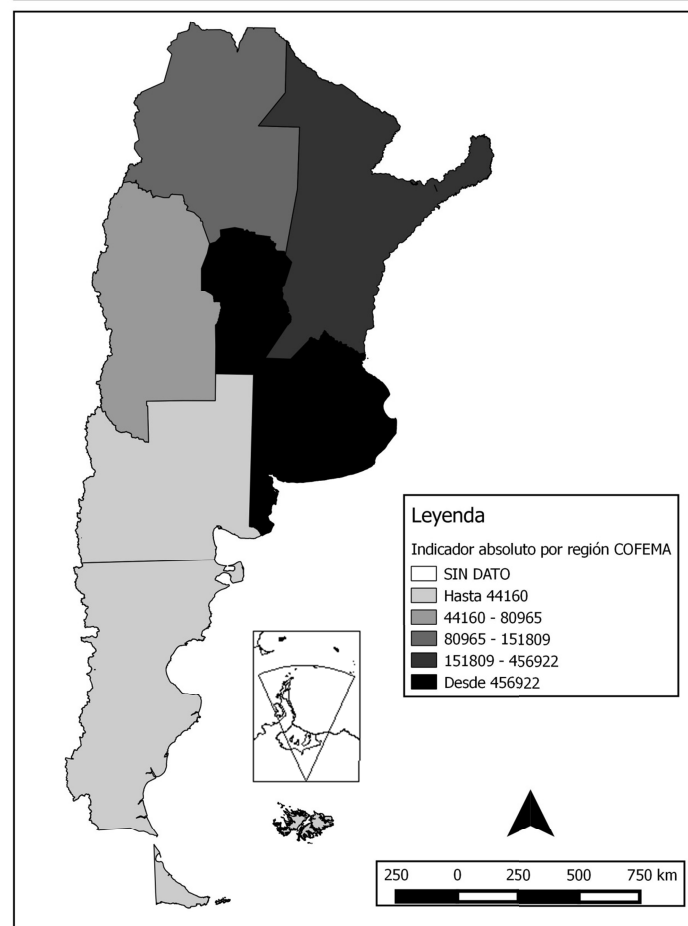 Leyenda
Indicador absoluto por región COFEMA
SIN DATO
Hasta 44160
44160 - 80965
80965 - 151809
151809 - 456922
Desde 456922
250 0 250 500 750 km